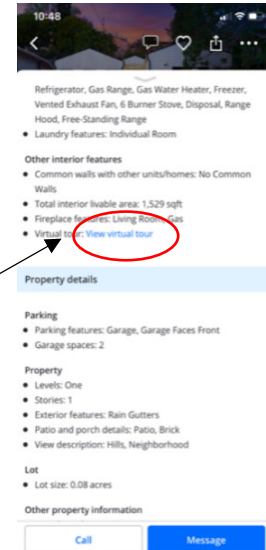 10:48
Refrigerator, Gas Range, Gas Water Heater, Freezer,
Vented Exhaust Fan, 6 Burner Stove, Disposal, Range
Hood, Free-Standing Range
• Laundry features: Individual Room
Other interior features
• Common walls with other units/homes: No Common
Walls
• Total interior livable area: 1,529 sqft
• Fireplace features: Living Room, Gas
• Virtual tour: View virtual tour
Property details
Parking
• Parking features: Garage, Garage Faces Front
• Garage spaces: 2
Property
• Levels: One
• Stories: 1
• Exterior features: Rain Gutters
• Patio and porch details: Patio, Brick
• View description: Hills, Neighborhood
Lot
• Lot size: 0.08 acres
Other property information
Call
Message